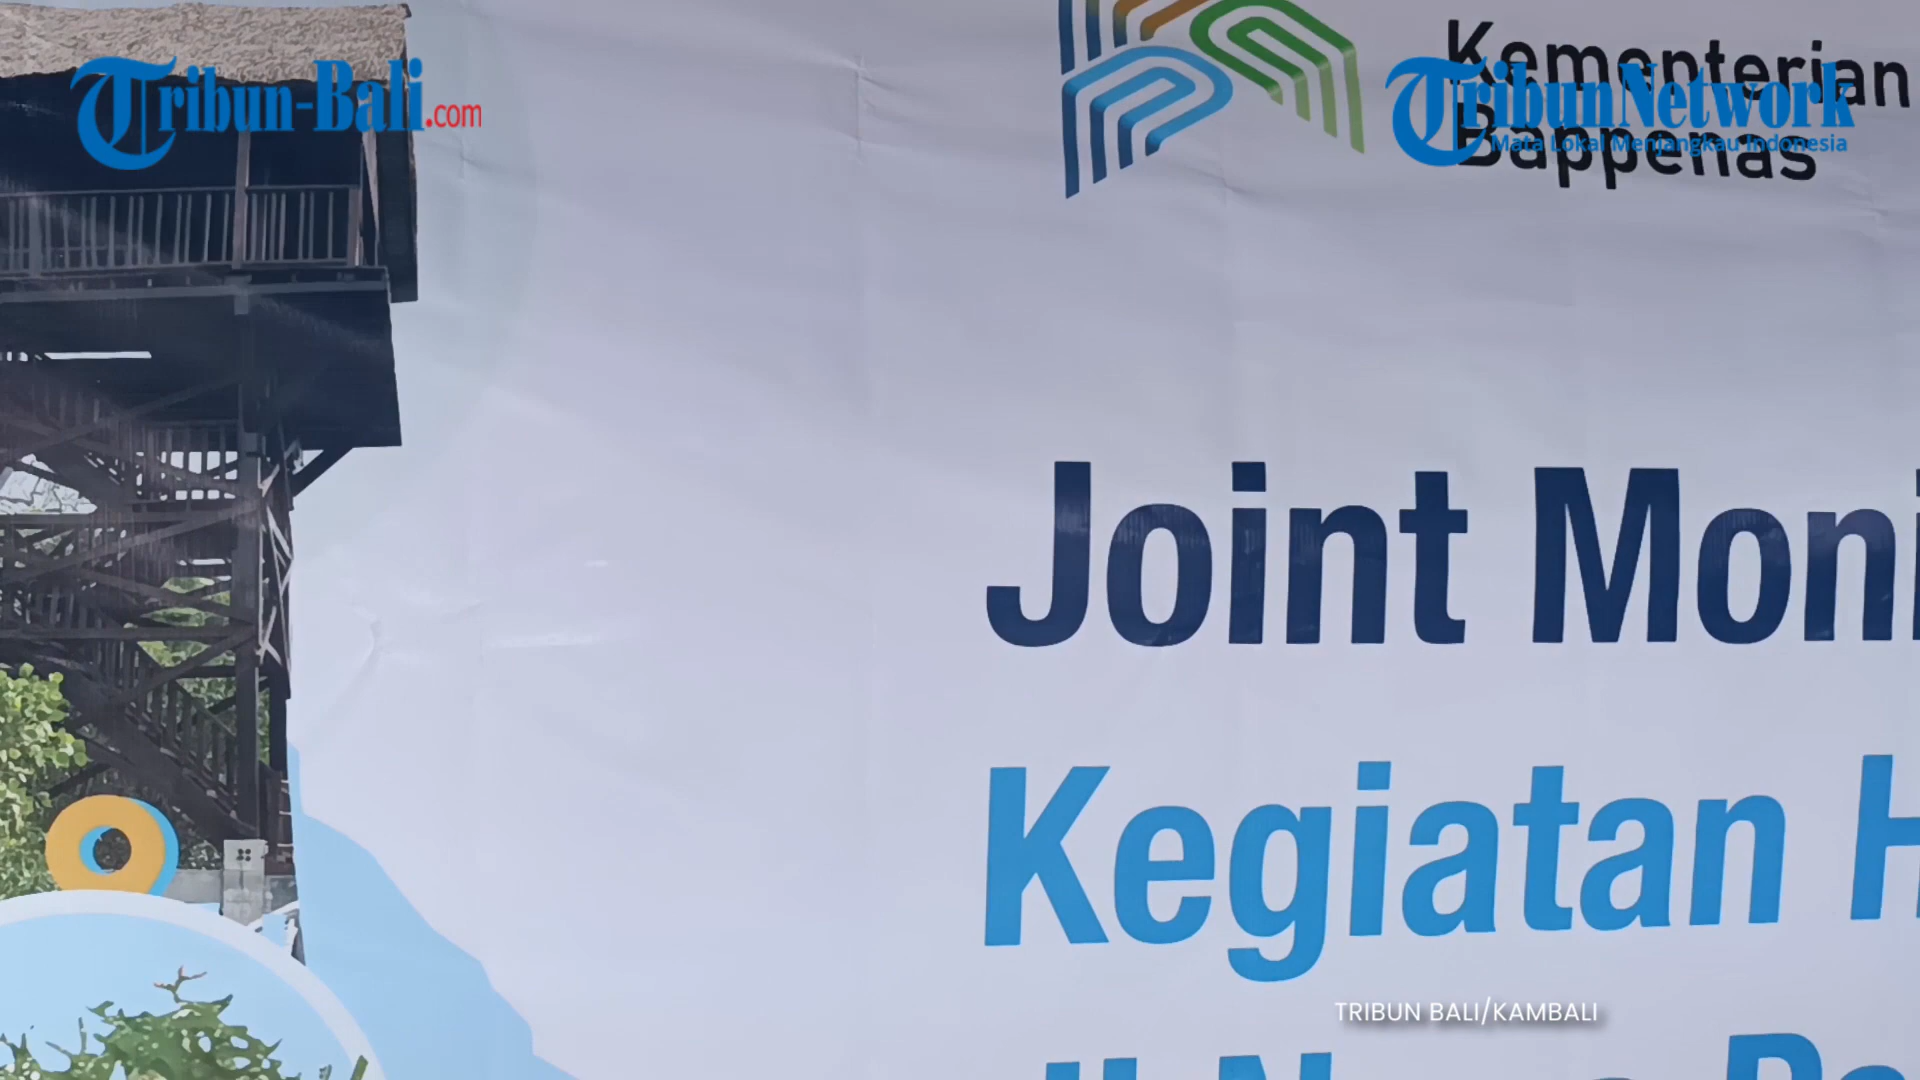 Tribun-Bali.com
Kementerian
Bappenas
TribunNetwork
Mata Lokal Menjangkau Indonesia
Joint Moni
Kegiatan H
TRIBUN BALI/KAMBALI